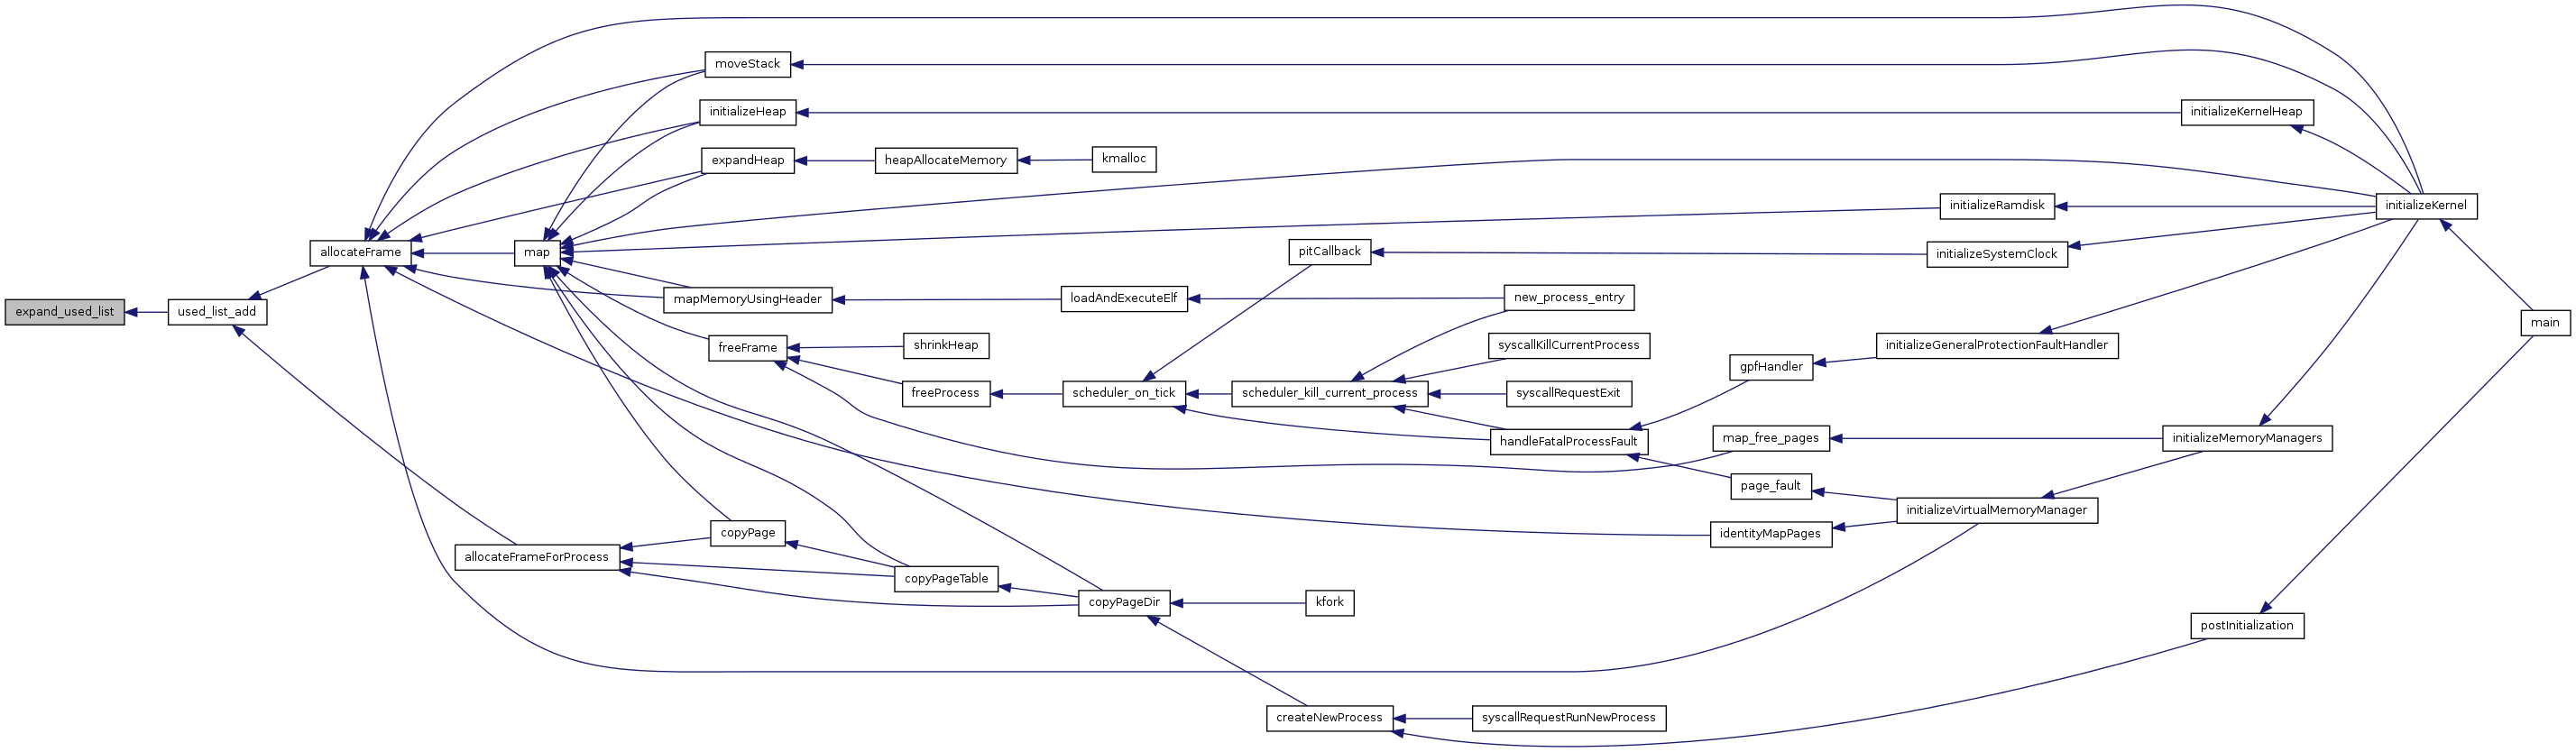 moveStack
initializeHeap
initializeKernelHeap
expandHeap
heapAllocateMemory
kmalloc
initializeKernel
initializeRamdisk
allocateFrame
map
pitCallback
initializeSystemClock
expand_used_list
used_list_add
mapMemoryUsingHeader
loadAndExecuteElf
new_process_entry
main
freeFrame
shrinkHeap
syscallKillCurrentProcess
initializeGeneralProtectionFaultHandler
gpfHandler
freeProcess
scheduler_on_tick
scheduler_kill_current_process
syscallRequestExit
handleFatalProcessFault
map_free_pages
initializeMemoryManagers
page_fault
initializeVirtualMemoryManager
copyPage
identityMapPages
allocateFrameForProcess
copyPageTable
copyPageDir
kfork
postInitialization
createNewProcess
syscallRequestRunNewProcess